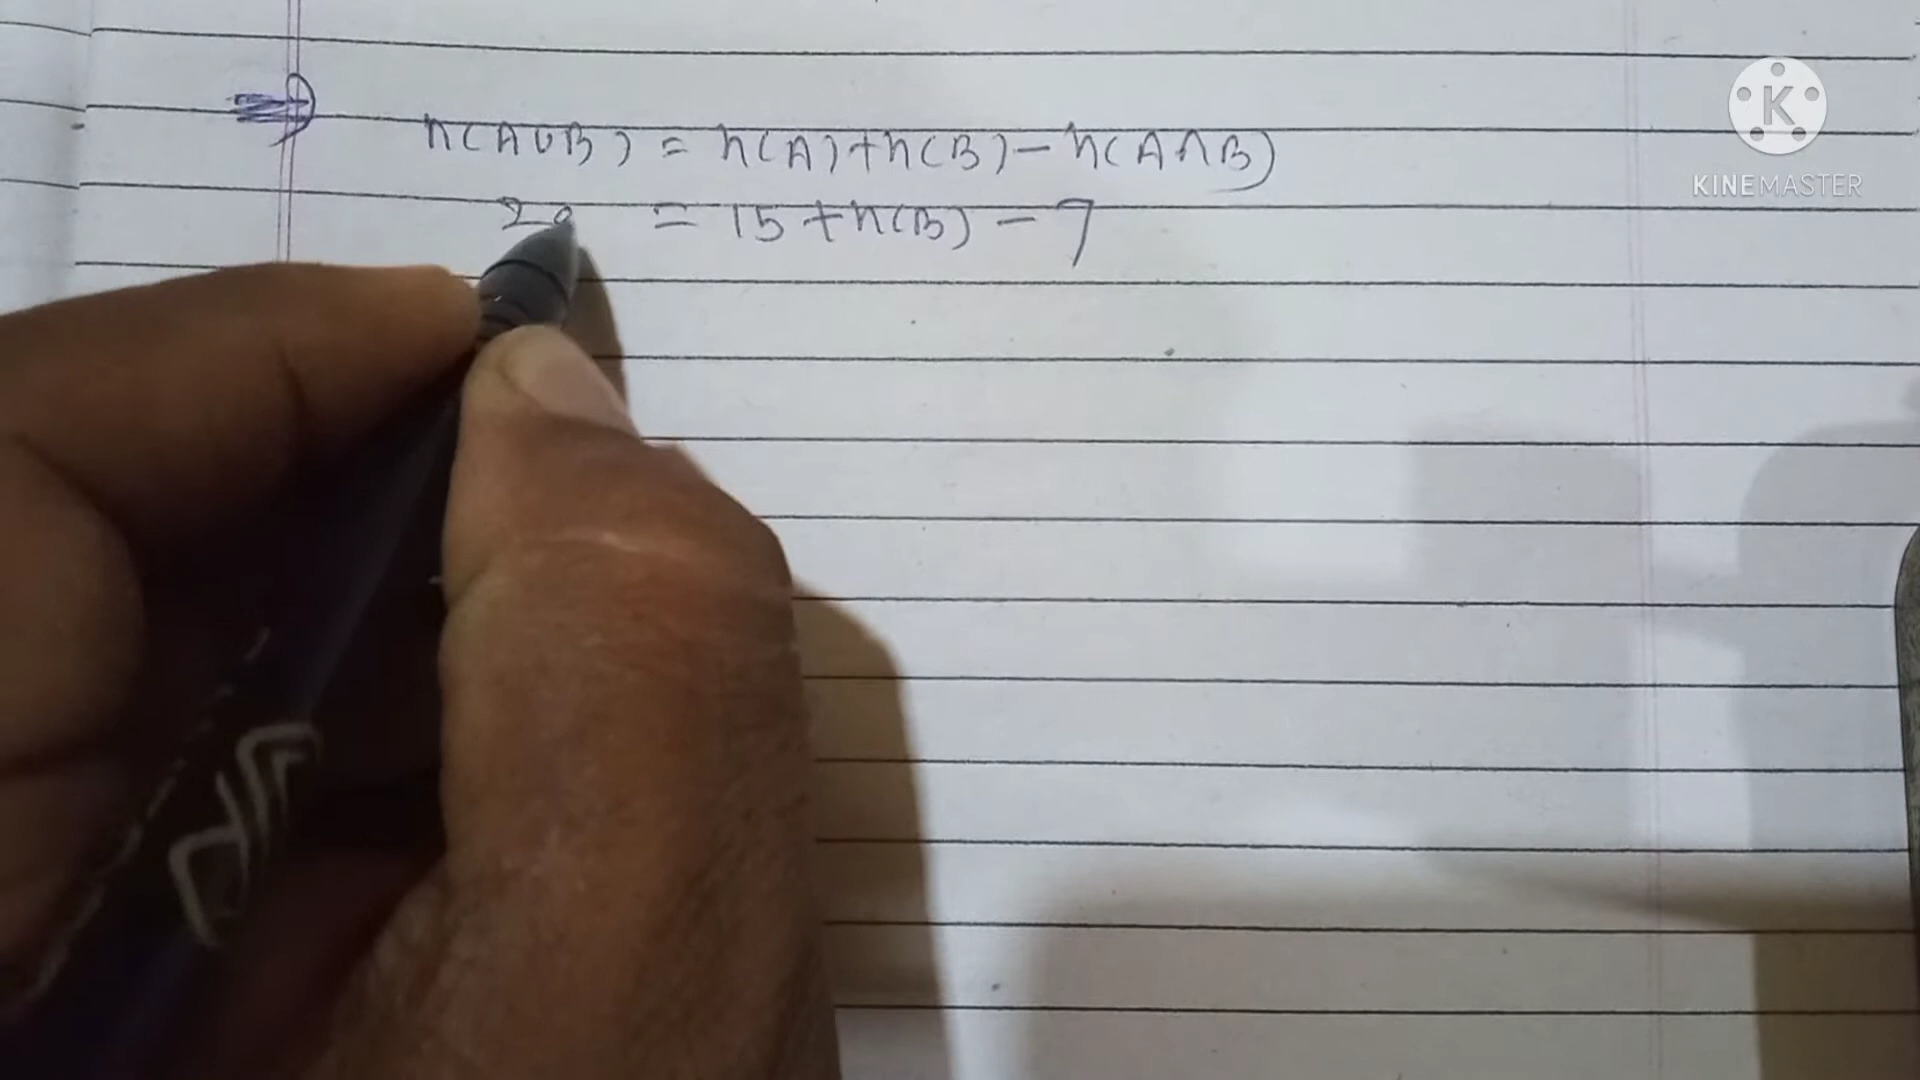 n(A∪B) = n(A)+n(B)-n(A∩B)
= 15+n(B)-7
K
KINEMASTER